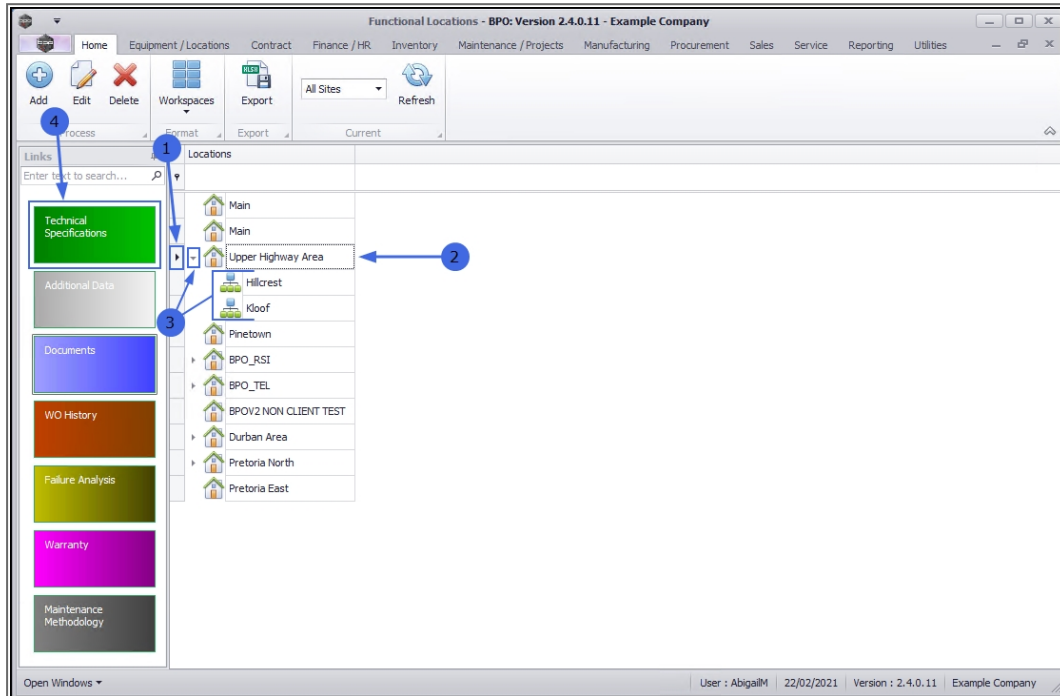 Functional Locations - BPO: Version 2.4.0.11 - Example Company
Home Equipment / Locations Contract Finance / HR Inventory Maintenance / Projects Manufacturing Procurement Sales Service Reporting Utilities
XLSX
All Sites
Add Edit Delete Workspaces Export Refresh
4
Process Format Export Current
1
Links Locations
Enter text to search...
Technical
Specifications
Main
Main
Upper Highway Area
2
Additional Data
Hillcrest
Kloof
3
Pinetown
Documents
BPO_RSI
BPO_TEL
WO History
BPOV2 NON CLIENT TEST
Durban Area
Pretoria North
Failure Analysis
Pretoria East
Warranty
Maintenance
Methodology
Open Windows User : AbigailM 22/02/2021 Version : 2.4.0.11 Example Company